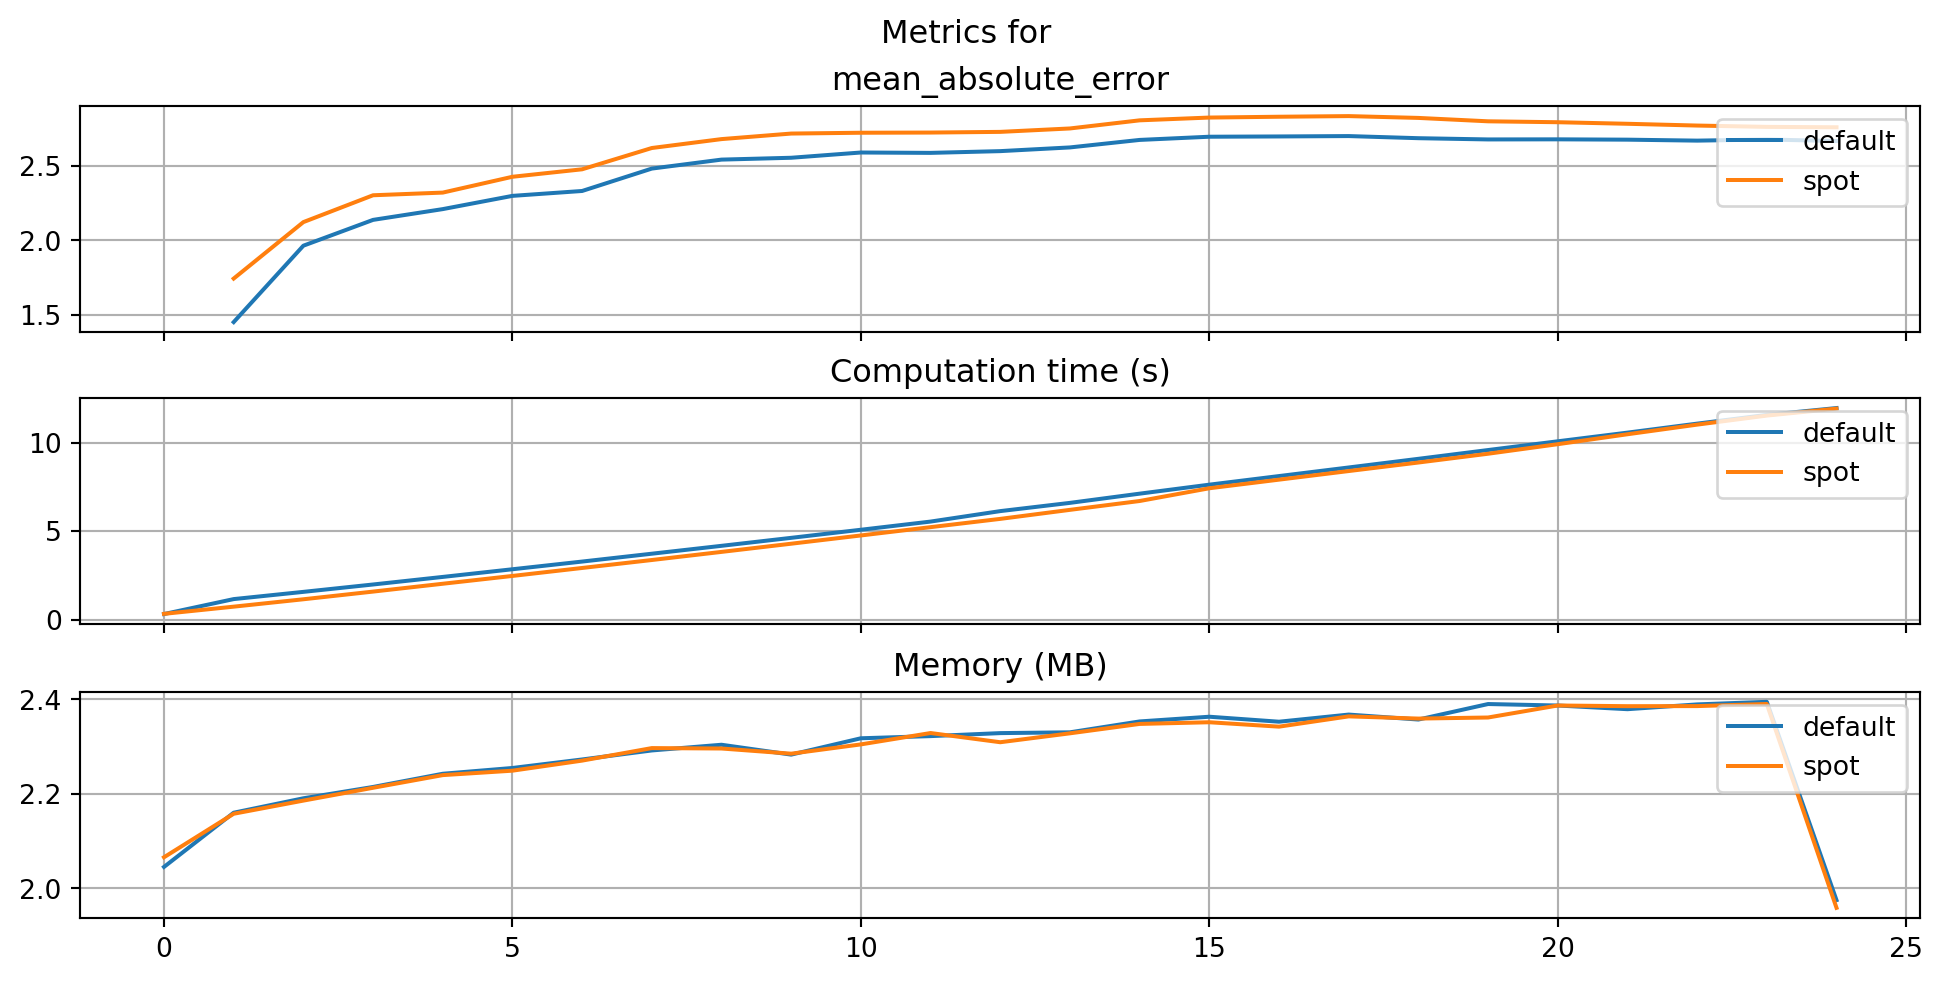 Metrics for
mean_absolute_error
2.5
2.0
1.5
default
spot
Computation time (s)
10
5
0
default
spot
Memory (MB)
2.4
2.2
2.0
default
spot
0 5 10 15 20 25